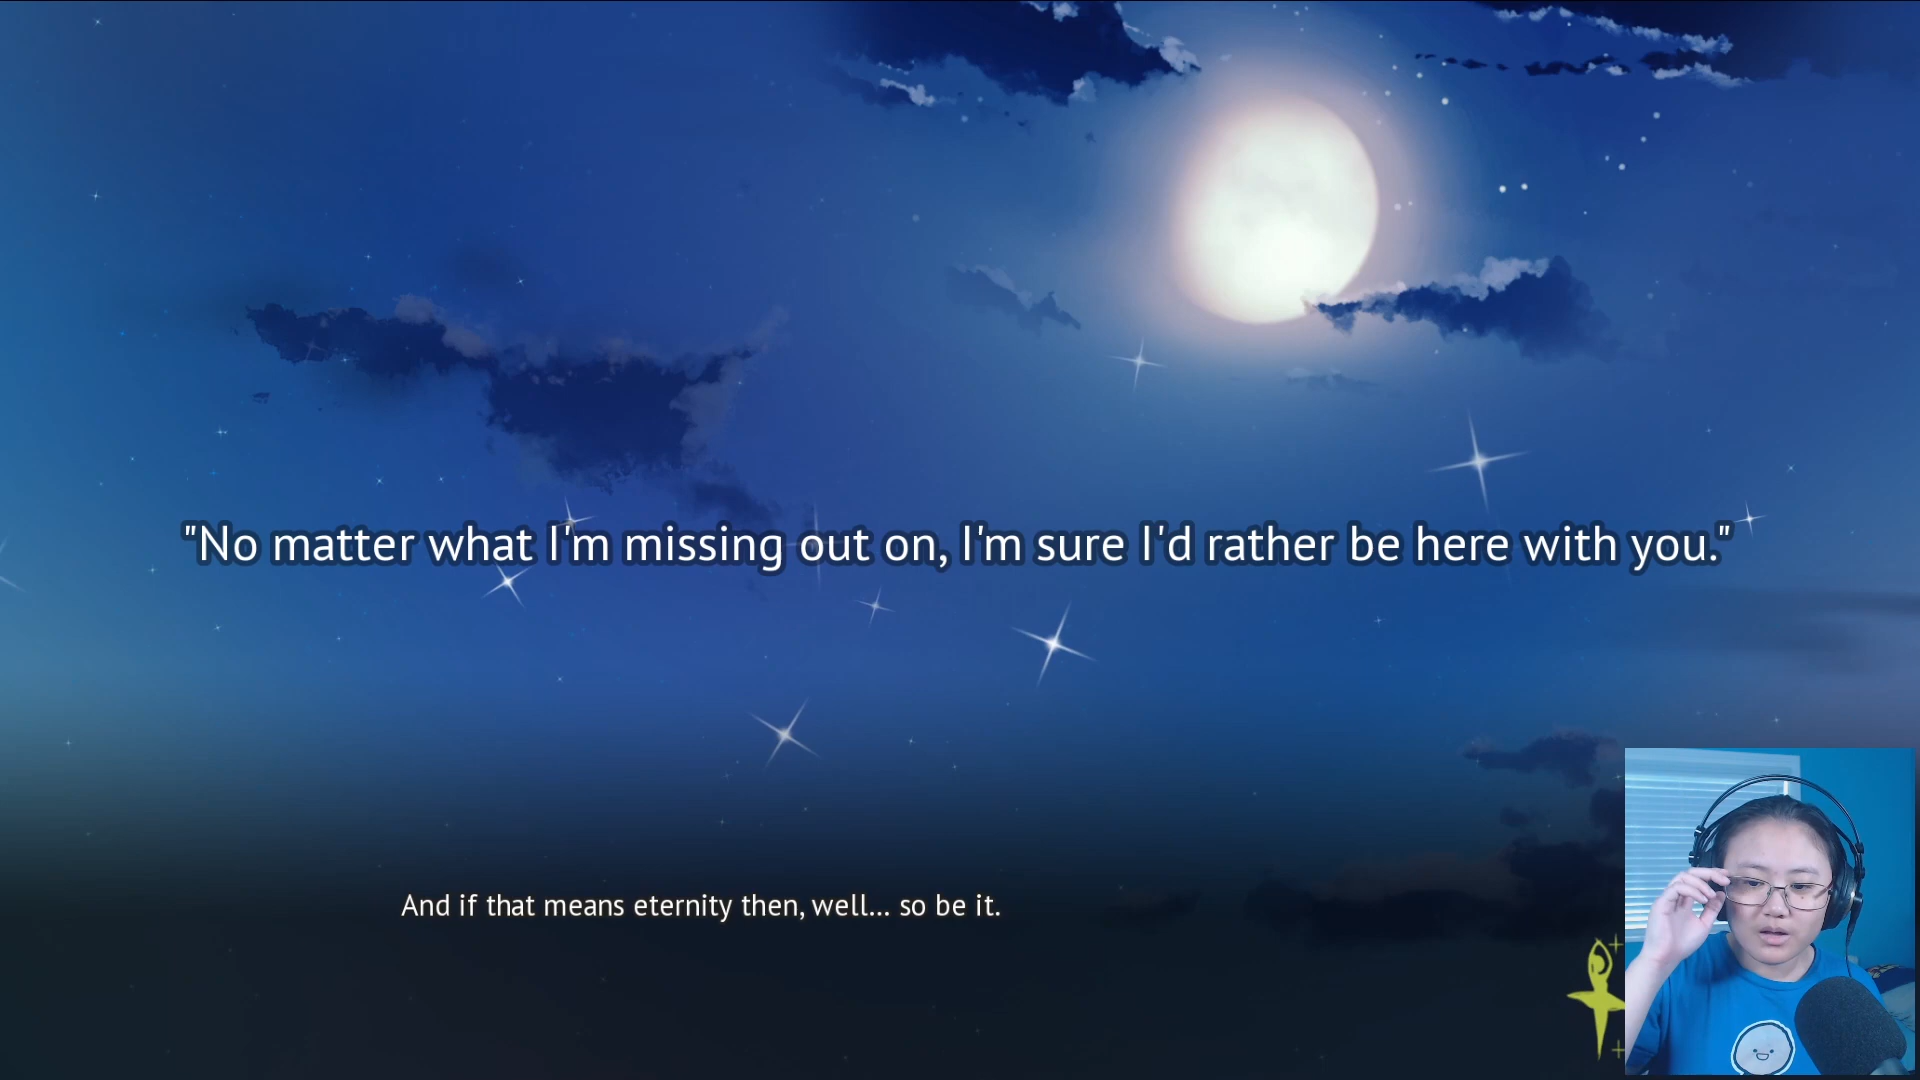 "No matter what I'm missing out on, I'm sure I'd rather be here with you."
And if that means eternity then, well... so be it.